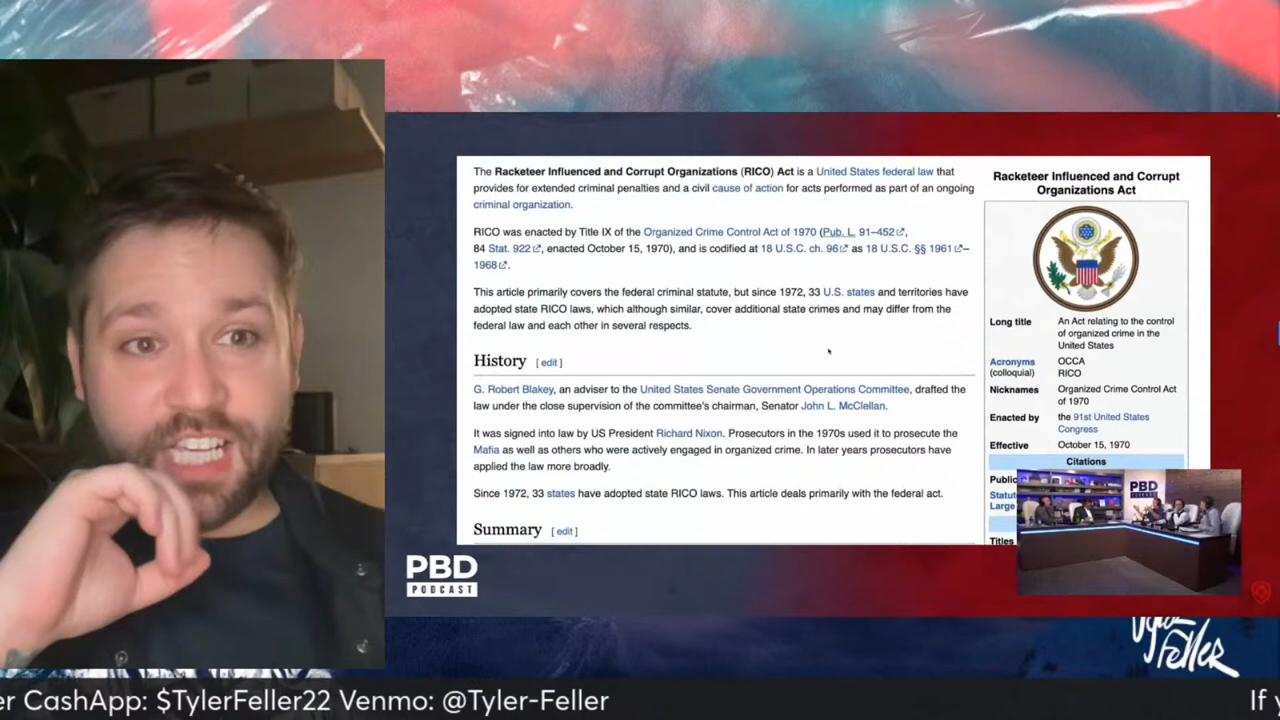 The Racketeer Influenced and Corrupt Organizations (RICO) Act is a United States federal law that
provides for extended criminal penalties and a civil cause of action for acts performed as part of an ongoing
criminal organization.
RICO was enacted by Title IX of the Organized Crime Control Act of 1970 (Pub. L. 91–452,
84 Stat. 922, enacted October 15, 1970), and is codified at 18 U.S.C. ch. 96 as 18 U.S.C. §§ 1961–
1968.
This article primarily covers the federal criminal statute, but since 1972, 33 U.S. states and territories have
adopted state RICO laws, which although similar, cover additional state crimes and may differ from the
federal law and each other in several respects.
History [ edit ]
G. Robert Blakey, an adviser to the United States Senate Government Operations Committee, drafted the
law under the close supervision of the committee's chairman, Senator John L. McClellan.
It was signed into law by US President Richard Nixon. Prosecutors in the 1970s used it to prosecute the
Mafia as well as others who were actively engaged in organized crime. In later years prosecutors have
applied the law more broadly.
Since 1972, 33 states have adopted state RICO laws. This article deals primarily with the federal act.
Summary [ edit ]
Racketeer Influenced and Corrupt
Organizations Act
Long title An Act relating to the control
of organized crime in the
United States
Acronyms OCCA
(colloquial) RICO
Nicknames Organized Crime Control Act
of 1970
Enacted by the 91st United States
Congress
Effective October 15, 1970
Citations
Public
Statut
Large
Titles
PBD
PBD
PODCAST
Tyler
Feller
er CashApp: $TylerFeller22 Venmo: @Tyler-Feller
If y